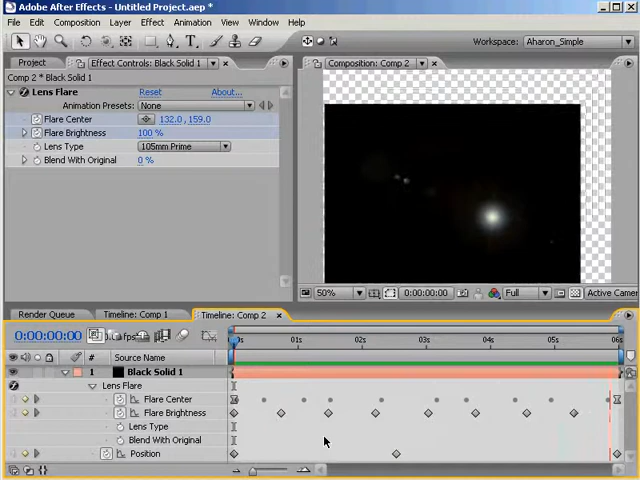 Adobe After Effects - Untitled Project.aep *
File Edit Composition Layer Effect Animation View Window Help
Workspace: Aharon_Simple
Project Effect Controls: Black Solid 1
Composition: Comp 2
Comp 2 * Black Solid 1
Lens Flare Reset About...
Animation Presets: None
Flare Center 132.0, 159.0
Flare Brightness 100 %
Lens Type 105mm Prime
Blend With Original 0 %
50% 0:00:00:00 Full Active Camer
Render Queue Timeline: Comp 1 Timeline: Comp 2
0:00:00:00
01s 02s 03s 04s 05s 06s
# Source Name
1 Black Solid 1
Lens Flare
Flare Center
Flare Brightness
Lens Type
Blend With Original
Position